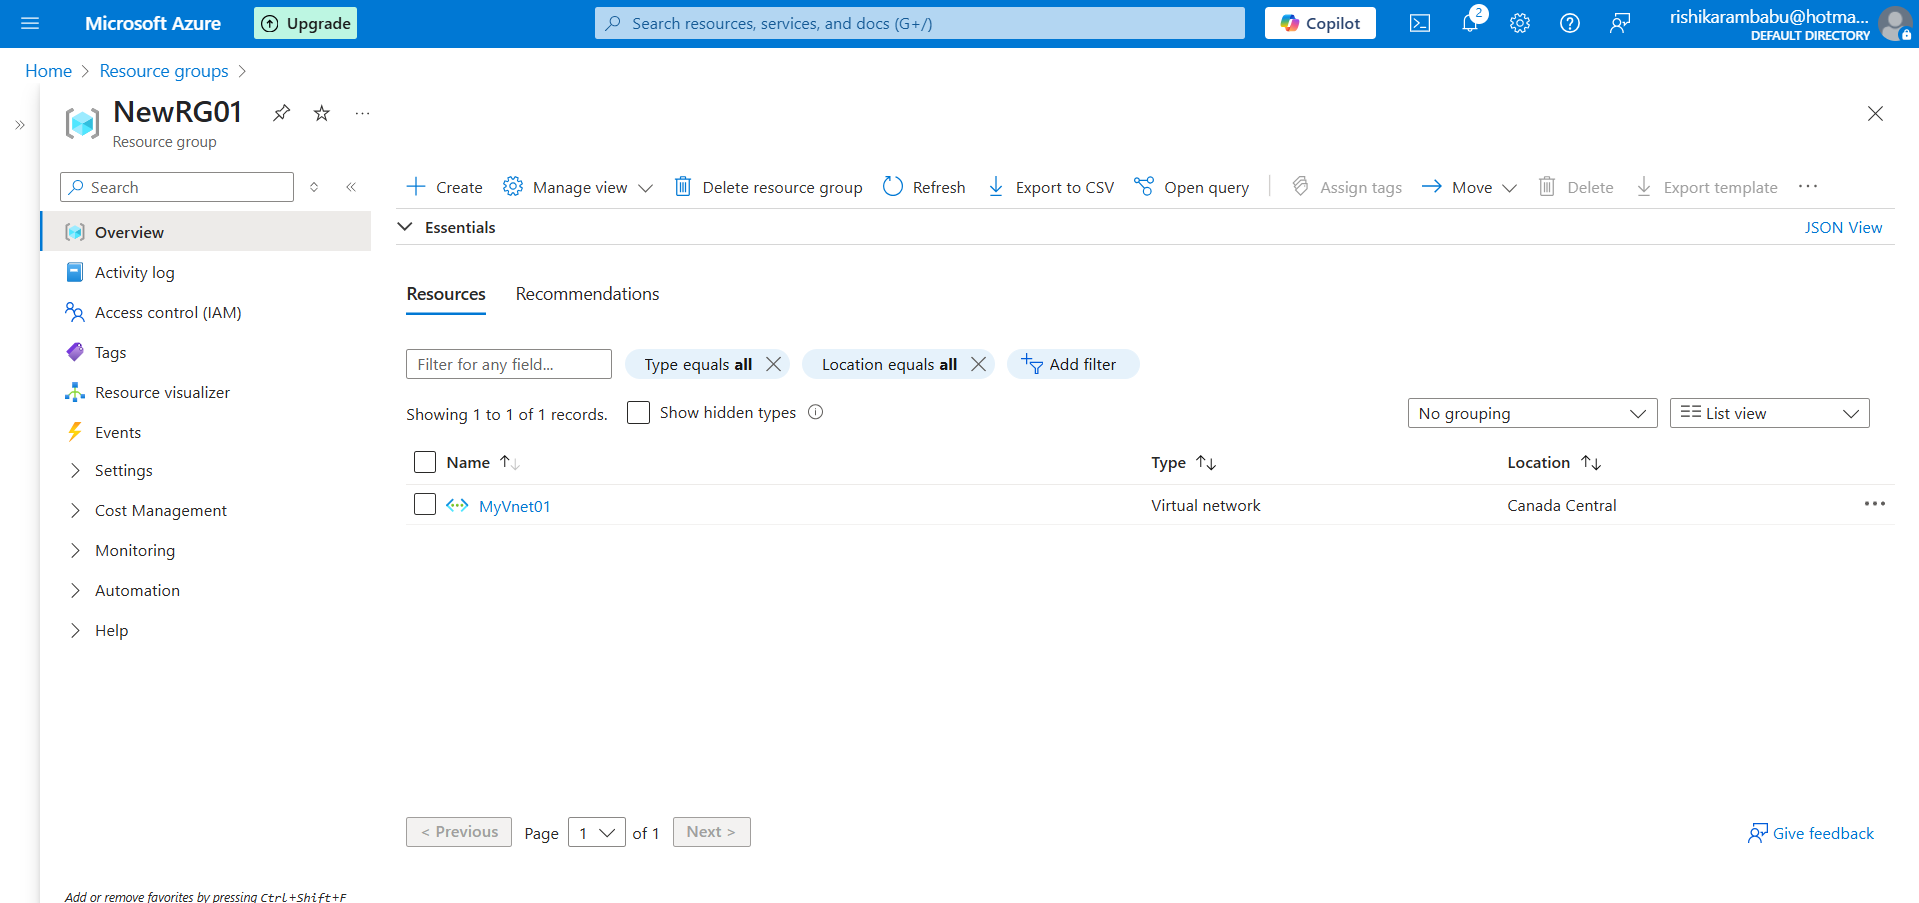 Microsoft Azure
Upgrade
Search resources, services, and docs (G+/)
Copilot
2
rishikarambabu@hotma...
DEFAULT DIRECTORY
Home > Resource groups >
NewRG01
...
Resource group
Search
Create
Manage view
Delete resource group
Refresh
Export to CSV
Open query
Assign tags
Move
Delete
Export template
...
Overview
Activity log
Access control (IAM)
Tags
Resource visualizer
Events
Settings
Cost Management
Monitoring
Automation
Help
Add or remove favorites by pressing Ctrl+Shift+F
Essentials
JSON View
Resources
Recommendations
Filter for any field...
Type equals all
Location equals all
Add filter
Showing 1 to 1 of 1 records.
Show hidden types
No grouping
List view
Name
Type
Location
MyVnet01
Virtual network
Canada Central
...
< Previous
Page 1 of 1
Next >
Give feedback